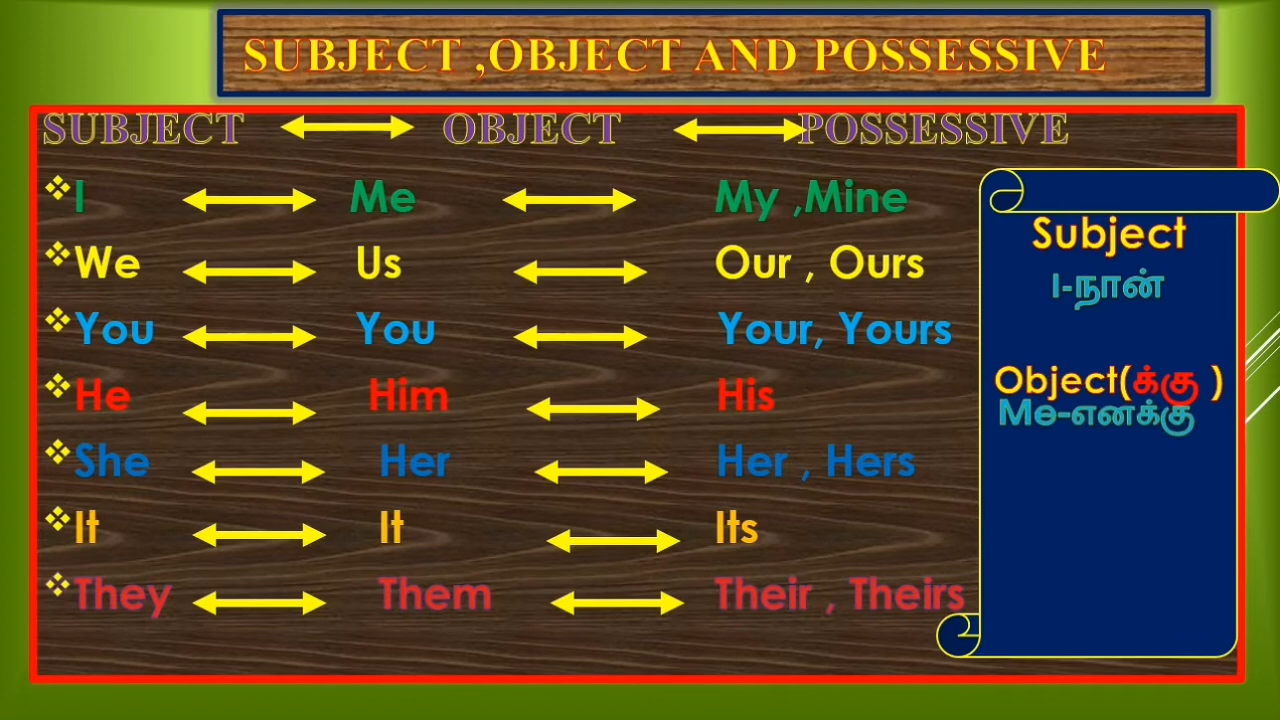 SUBJECT ,OBJECT AND POSSESSIVE
SUBJECT OBJECT POSSESSIVE
I Me My ,Mine
We Us Our , Ours
You You Your, Yours
He Him His
She Her Her , Hers
It It Its
They Them Their , Theirs
Subject
I-நான்
Object(க்கு )
Me-எனக்கு